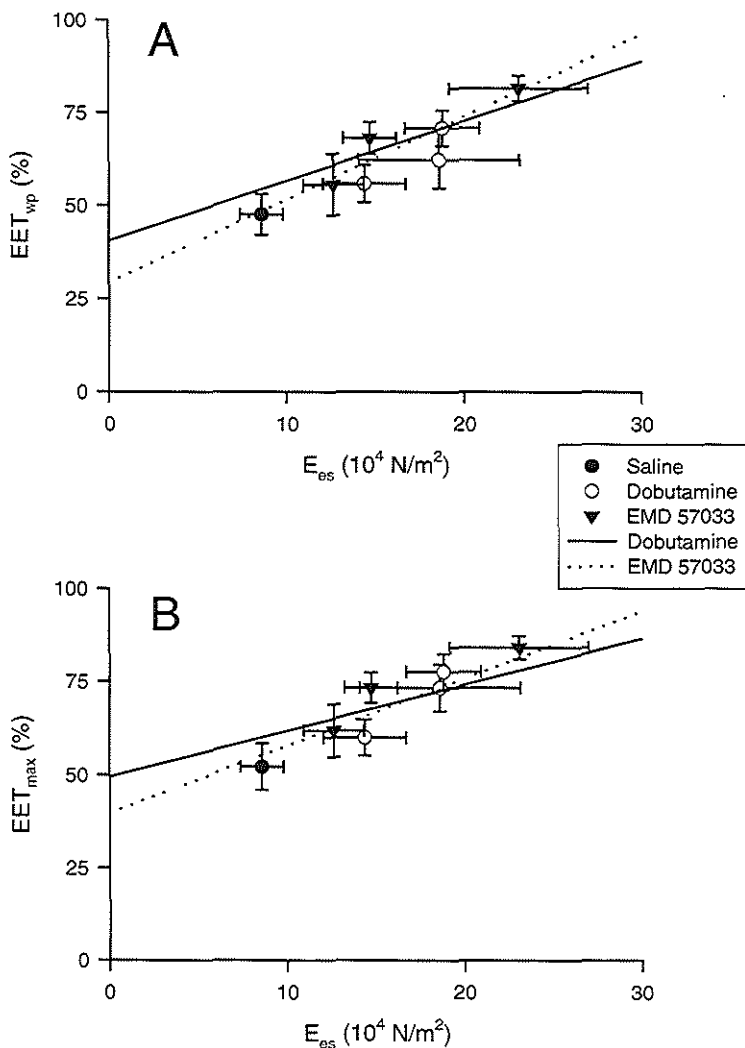 A
100
75
50
25
0
EET_wp (%)
0 10 20 30
E_es (10^4 N/m^2)
Saline
Dobutamine
EMD 57033
Dobutamine
EMD 57033
B
100
75
50
25
0
EET_max (%)
0 10 20 30
E_es (10^4 N/m^2)